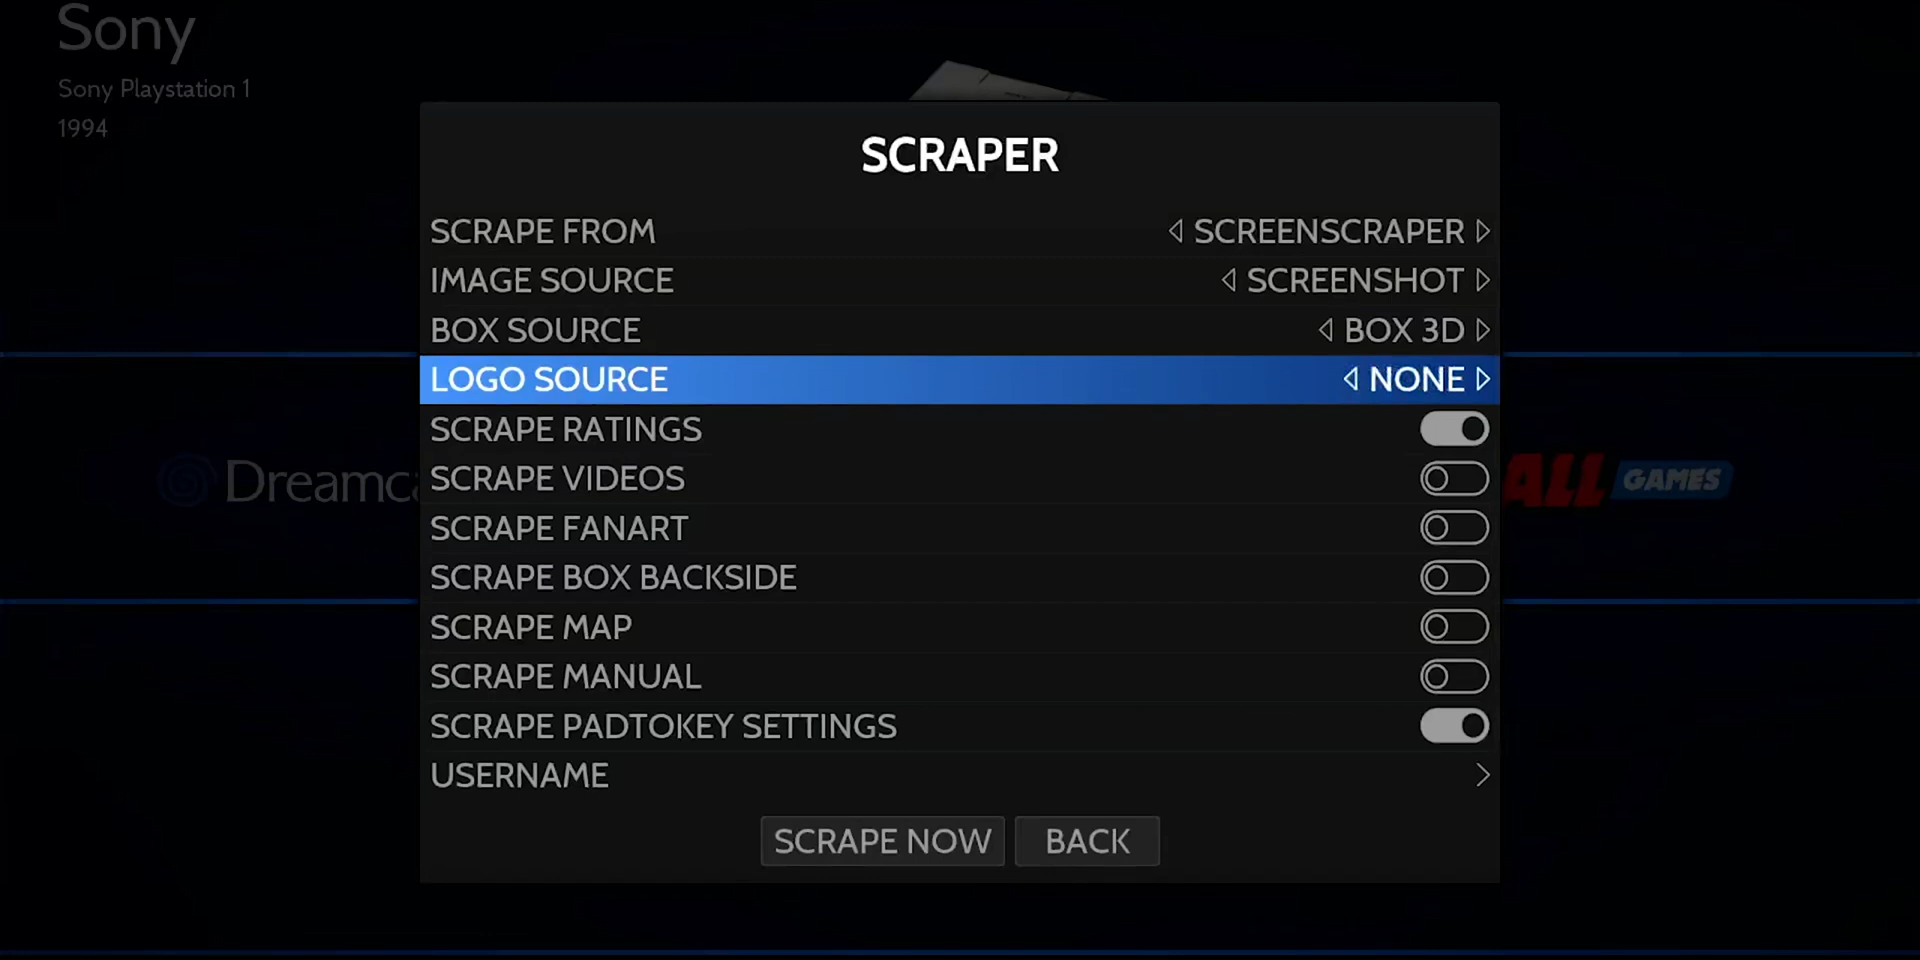 Sony
Sony Playstation 1
1994
SCRAPER
SCRAPE FROM SCREENSCRAPER
IMAGE SOURCE SCREENSHOT
BOX SOURCE BOX 3D
LOGO SOURCE NONE
SCRAPE RATINGS
SCRAPE VIDEOS
SCRAPE FANART
SCRAPE BOX BACKSIDE
SCRAPE MAP
SCRAPE MANUAL
SCRAPE PADTOKEY SETTINGS
USERNAME
SCRAPE NOW BACK
Dreamca
ALL GAMES